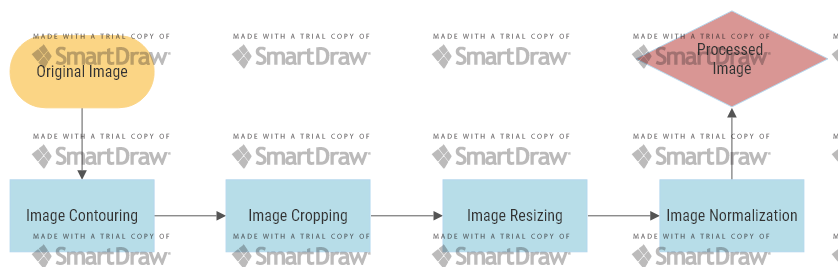 MADE WITH A TRIAL COPY OF
SmartDraw
MADE WITH A TRIAL COPY OF
SmartDraw
MADE WITH A TRIAL COPY OF
SmartDraw
MADE WITH A TRIAL COPY OF
SmartDraw
Original Image
Processed
Image
MADE WITH A TRIAL COPY OF
SmartDraw
MADE WITH A TRIAL COPY OF
SmartDraw
MADE WITH A TRIAL COPY OF
SmartDraw
MADE WITH A TRIAL COPY OF
SmartDraw
Image Contouring
Image Cropping
Image Resizing
Image Normalization
MADE WITH A TRIAL COPY OF
SmartDraw
MADE WITH A TRIAL COPY OF
SmartDraw
MADE WITH A TRIAL COPY OF
SmartDraw
MADE WITH A TRIAL COPY OF
SmartDraw